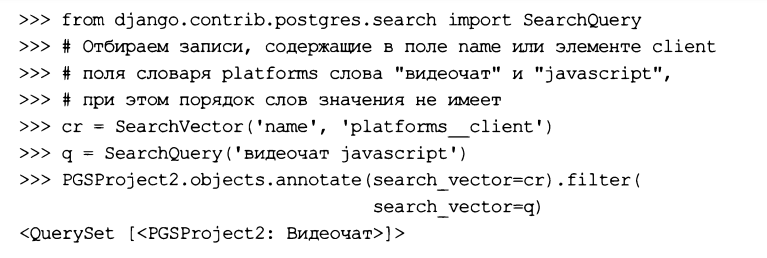 >>> from django.contrib.postgres.search import SearchQuery
>>> # Отбираем записи, содержащие в поле name или элементе client
>>> # поля словаря platforms слова "видеочат" и "javascript",
>>> # при этом порядок слов значения не имеет
>>> cr = SearchVector('name', 'platforms__client')
>>> q = SearchQuery('видеочат javascript')
>>> PGSProject2.objects.annotate(search_vector=cr).filter(
search_vector=q)
<QuerySet [<PGSProject2: Видеочат>]>